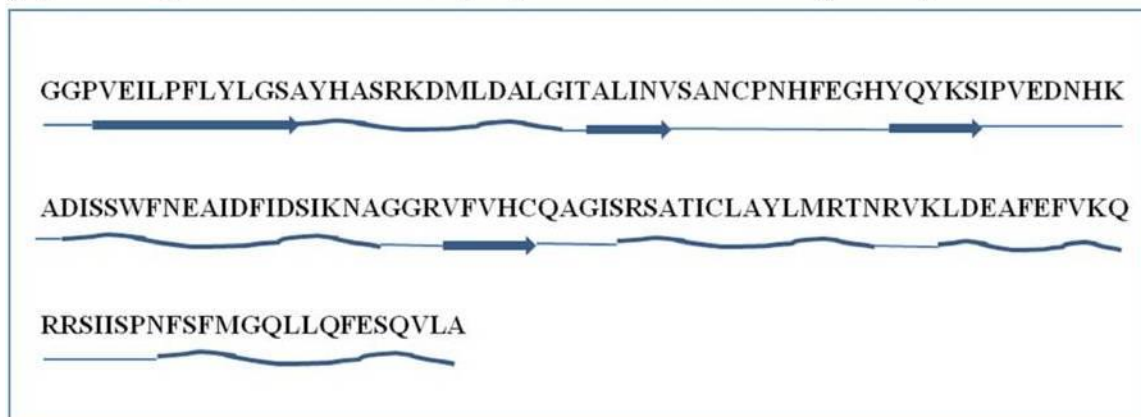 GGPVEILPFLYLGSAYHASRKDMLDALGITALINVSANCPNHFEGHYQYKSIPVEDNHK
ADISSWFNEAIDFIDSIKNAGGRVFVHCQAGISRSATICLAYLMRTNRVKLDEAFEFVKQ
RRSIISPNFSFMGQLLQFESQVLA